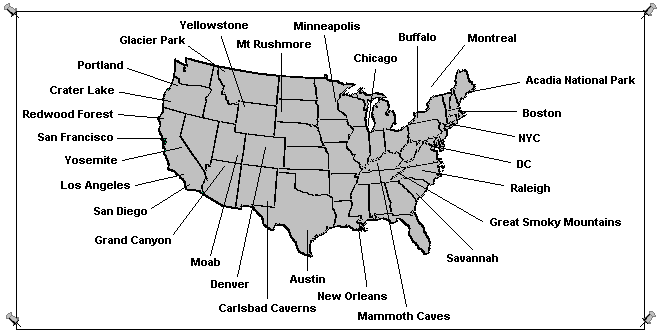 Yellowstone
Minneapolis
Glacier Park
Mt Rushmore
Buffalo
Montreal
Chicago
Portland
Acadia National Park
Crater Lake
Redwood Forest
Boston
San Francisco
NYC
Yosemite
DC
Los Angeles
Raleigh
San Diego
Great Smoky Mountains
Grand Canyon
Savannah
Moab
Denver
Austin
New Orleans
Carlsbad Caverns
Mammoth Caves